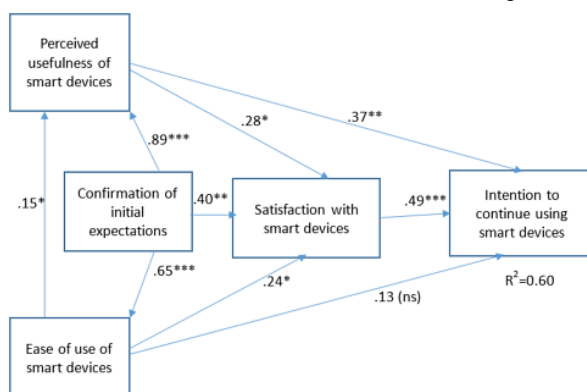 Perceived
usefulness of
smart devices
.37**
.28*
.89***
Confirmation of
initial
expectations
.40**
Satisfaction with
smart devices
.49***
Intention to
continue using
smart devices
.15*
.65***
.24*
.13 (ns)
R²=0.60
Ease of use of
smart devices